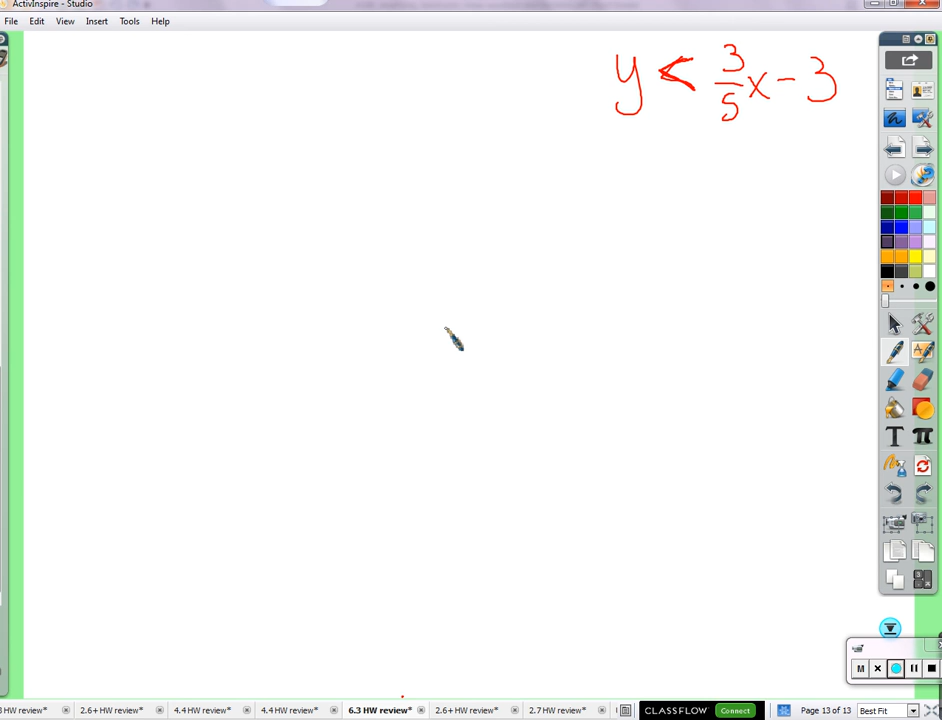 ActivInspire - Studio
File Edit View Insert Tools Help
y < 3/5 x - 3
HW review* 2.6+ HW review* 4.4 HW review* 4.4 HW review* 6.3 HW review* 2.6+ HW review* 2.7 HW review* CLASSFLOW Connect Page 13 of 13 Best Fit
M